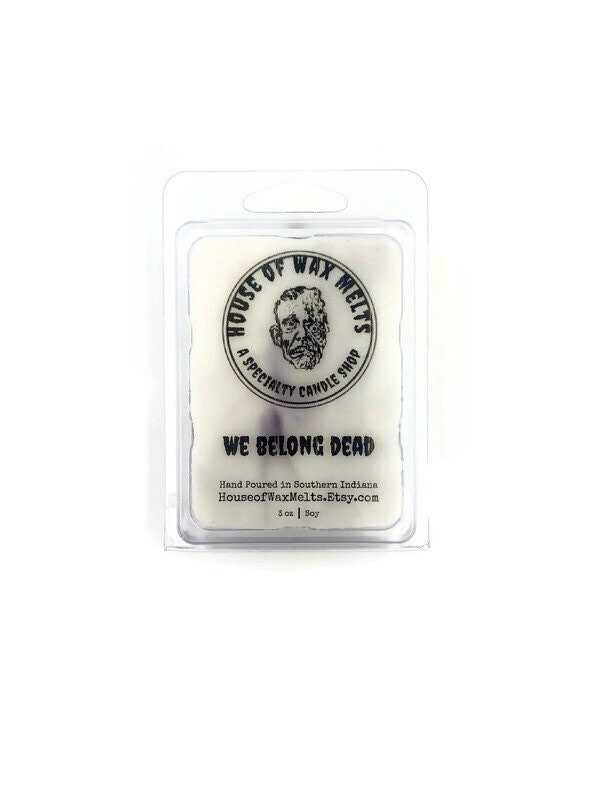 HOUSE OF WAX MELTS
A SPECIALTY CANDLE SHOP
WE BELONG DEAD
Hand Poured in Southern Indiana
HouseofWaxMelts.Etsy.com
3 oz | Soy